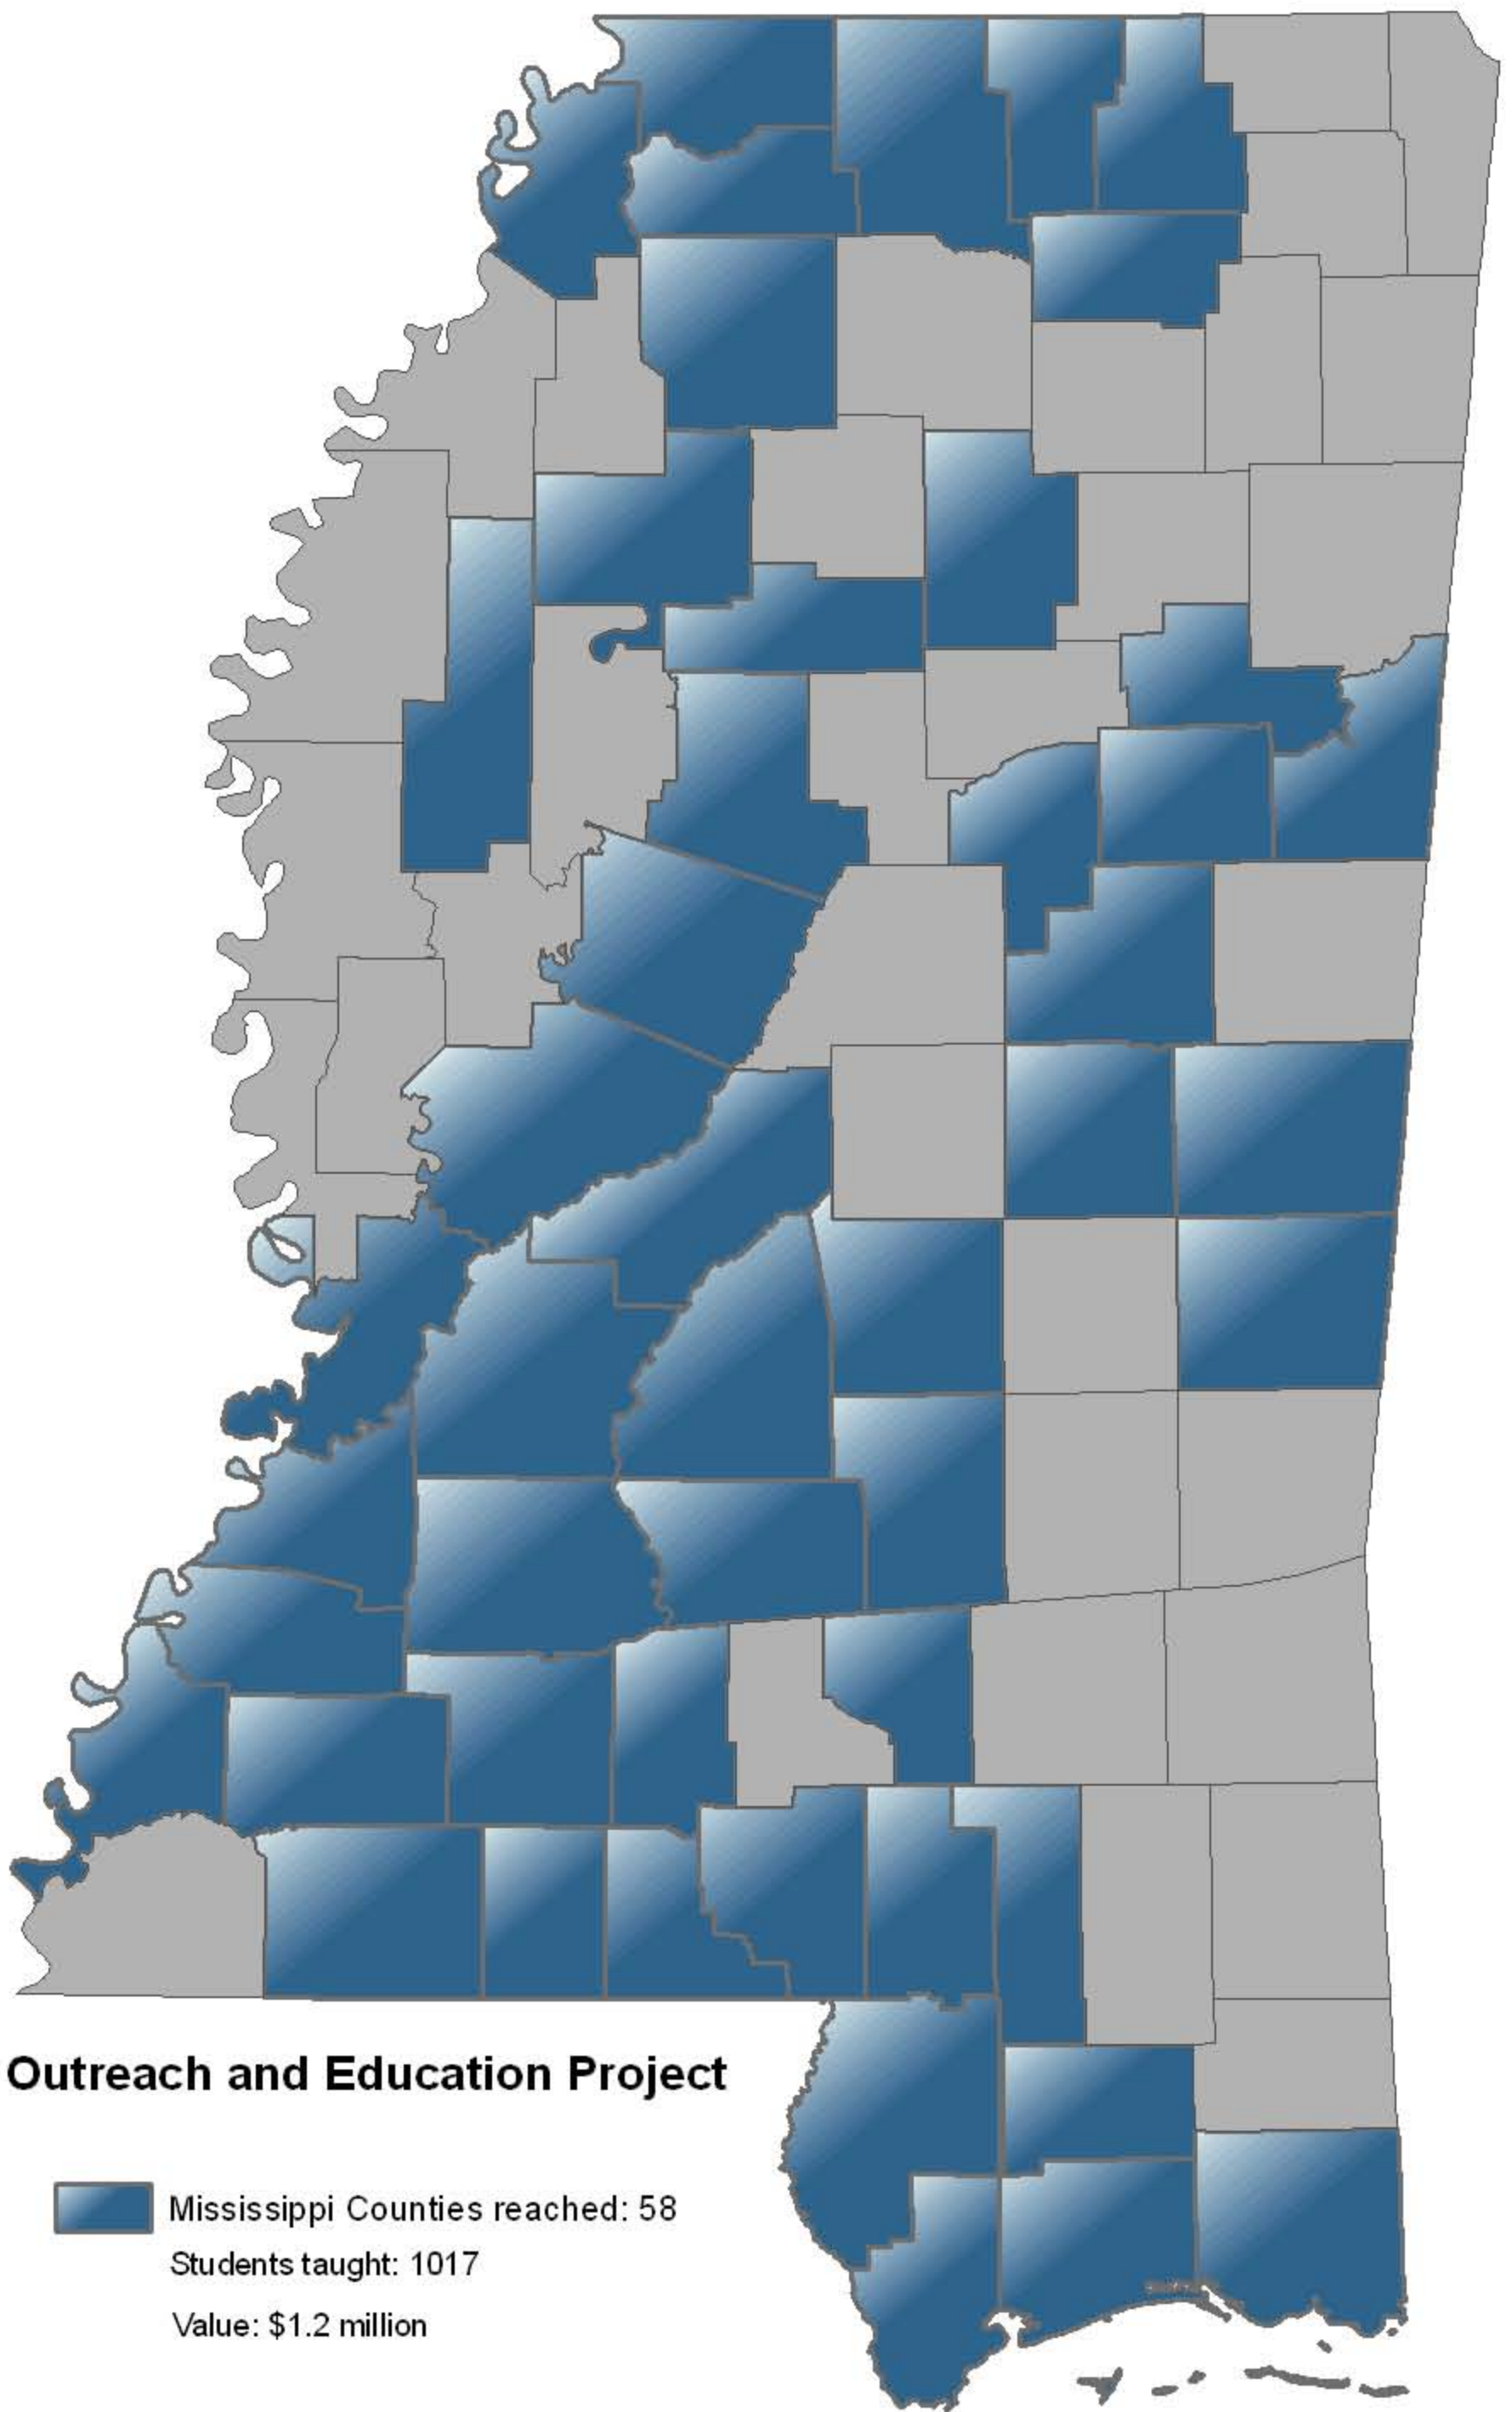 Outreach and Education Project
Mississippi Counties reached: 58
Students taught: 1017
Value: $1.2 million